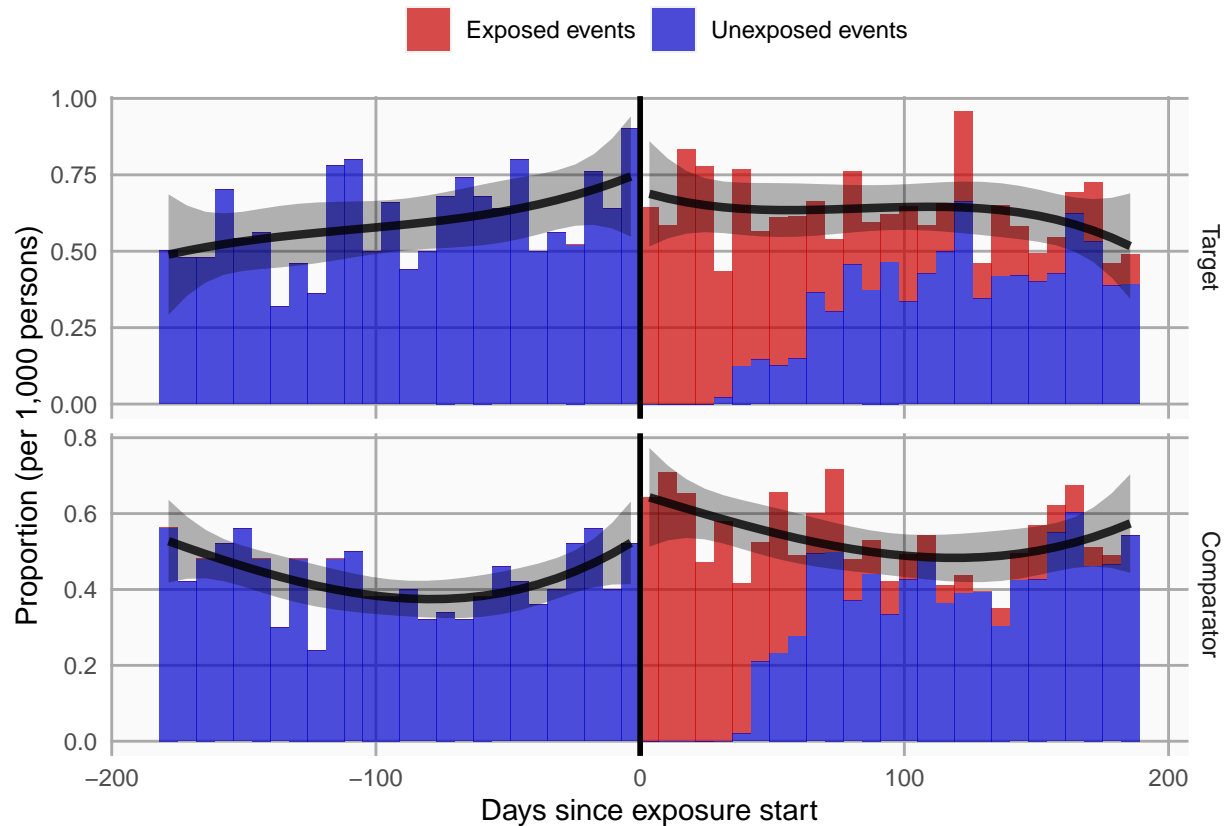 Exposed events Unexposed events
Proportion (per 1,000 persons)
1.00
0.75
0.50
0.25
0.00
Target
0.8
0.6
0.4
0.2
0.0
Comparator
−200 −100 0 100 200
Days since exposure start